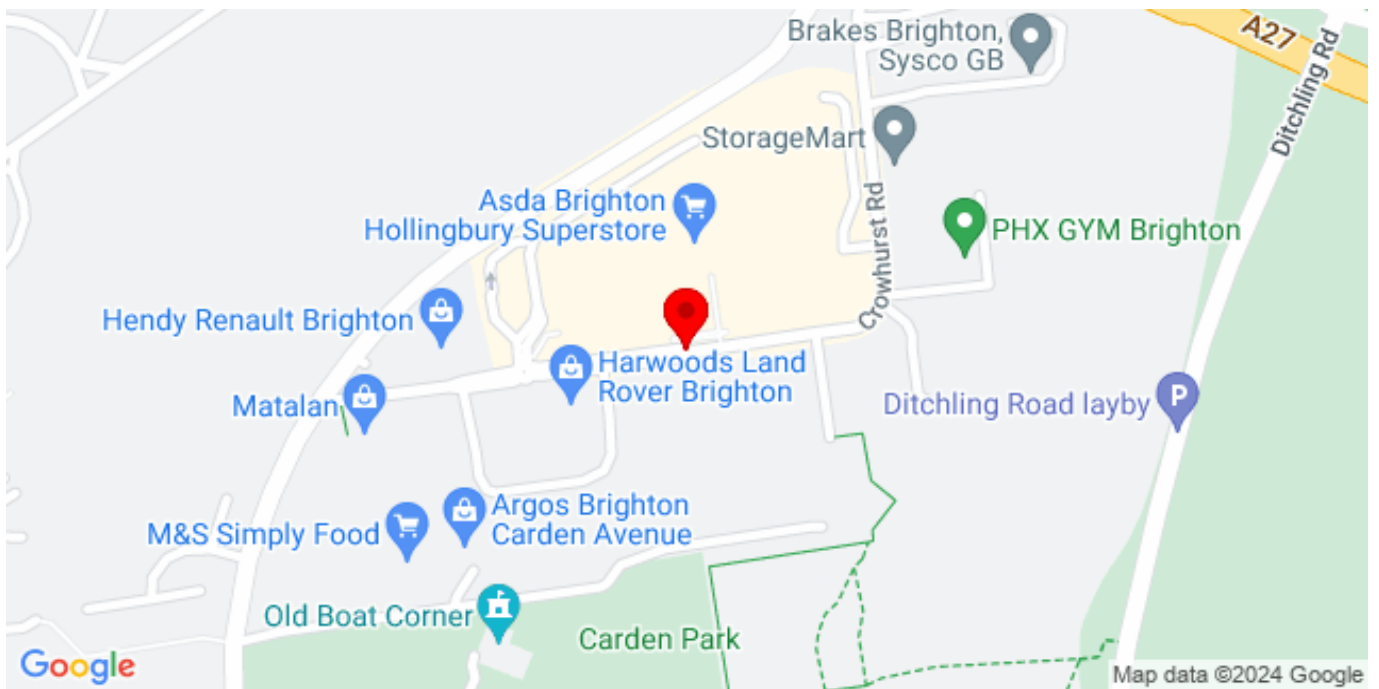 Brakes Brighton,
Sysco GB
A27
Ditchling Rd
StorageMart
Asda Brighton
Hollingbury Superstore
Crowhurst Rd
PHX GYM Brighton
Hendy Renault Brighton
Harwoods Land
Rover Brighton
Matalan
Ditchling Road layby
P
Argos Brighton
Carden Avenue
M&S Simply Food
Old Boat Corner
Carden Park
Google
Map data ©2024 Google